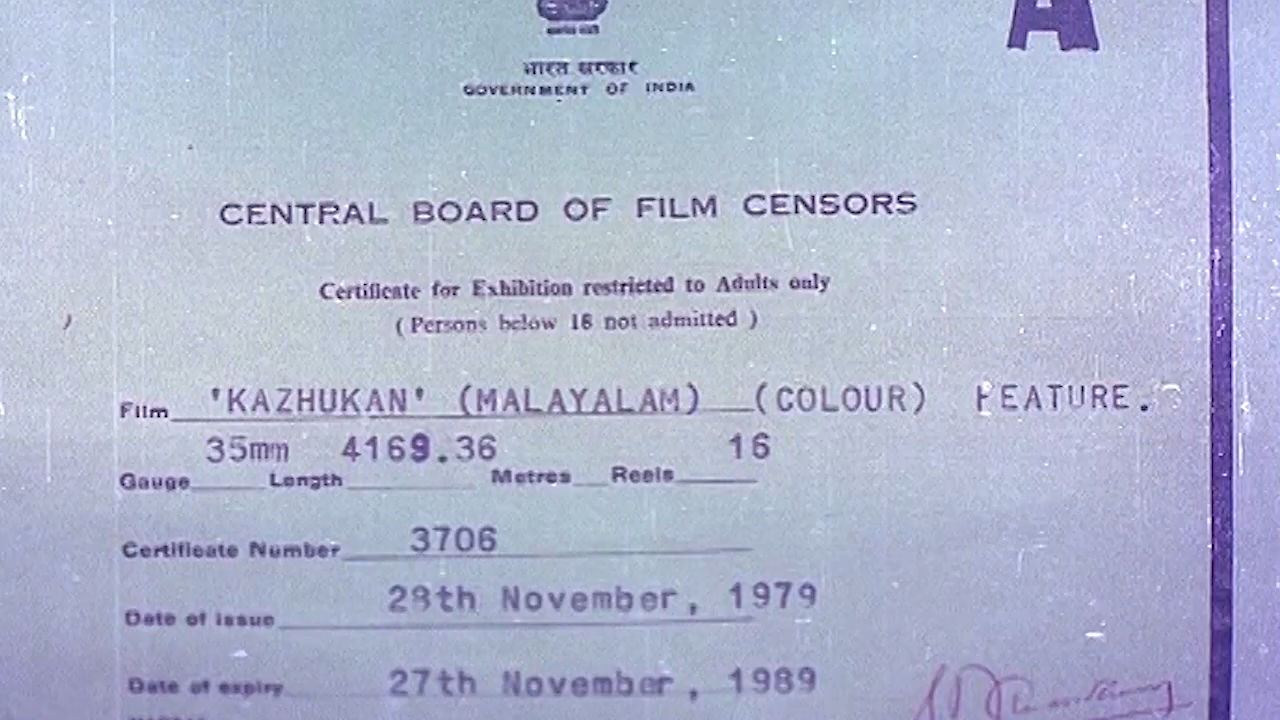 A
भारत सरकार
GOVERNMENT OF INDIA
CENTRAL BOARD OF FILM CENSORS
Certificate for Exhibition restricted to Adults only
( Persons below 18 not admitted )
Film 'KAZHUKAN' (MALAYALAM) (COLOUR) FEATURE.
35mm 4169.36 16
Gauge Length Metres Reels
Certificate Number 3706
Date of issue 28th November, 1979
Date of expiry 27th November, 1989